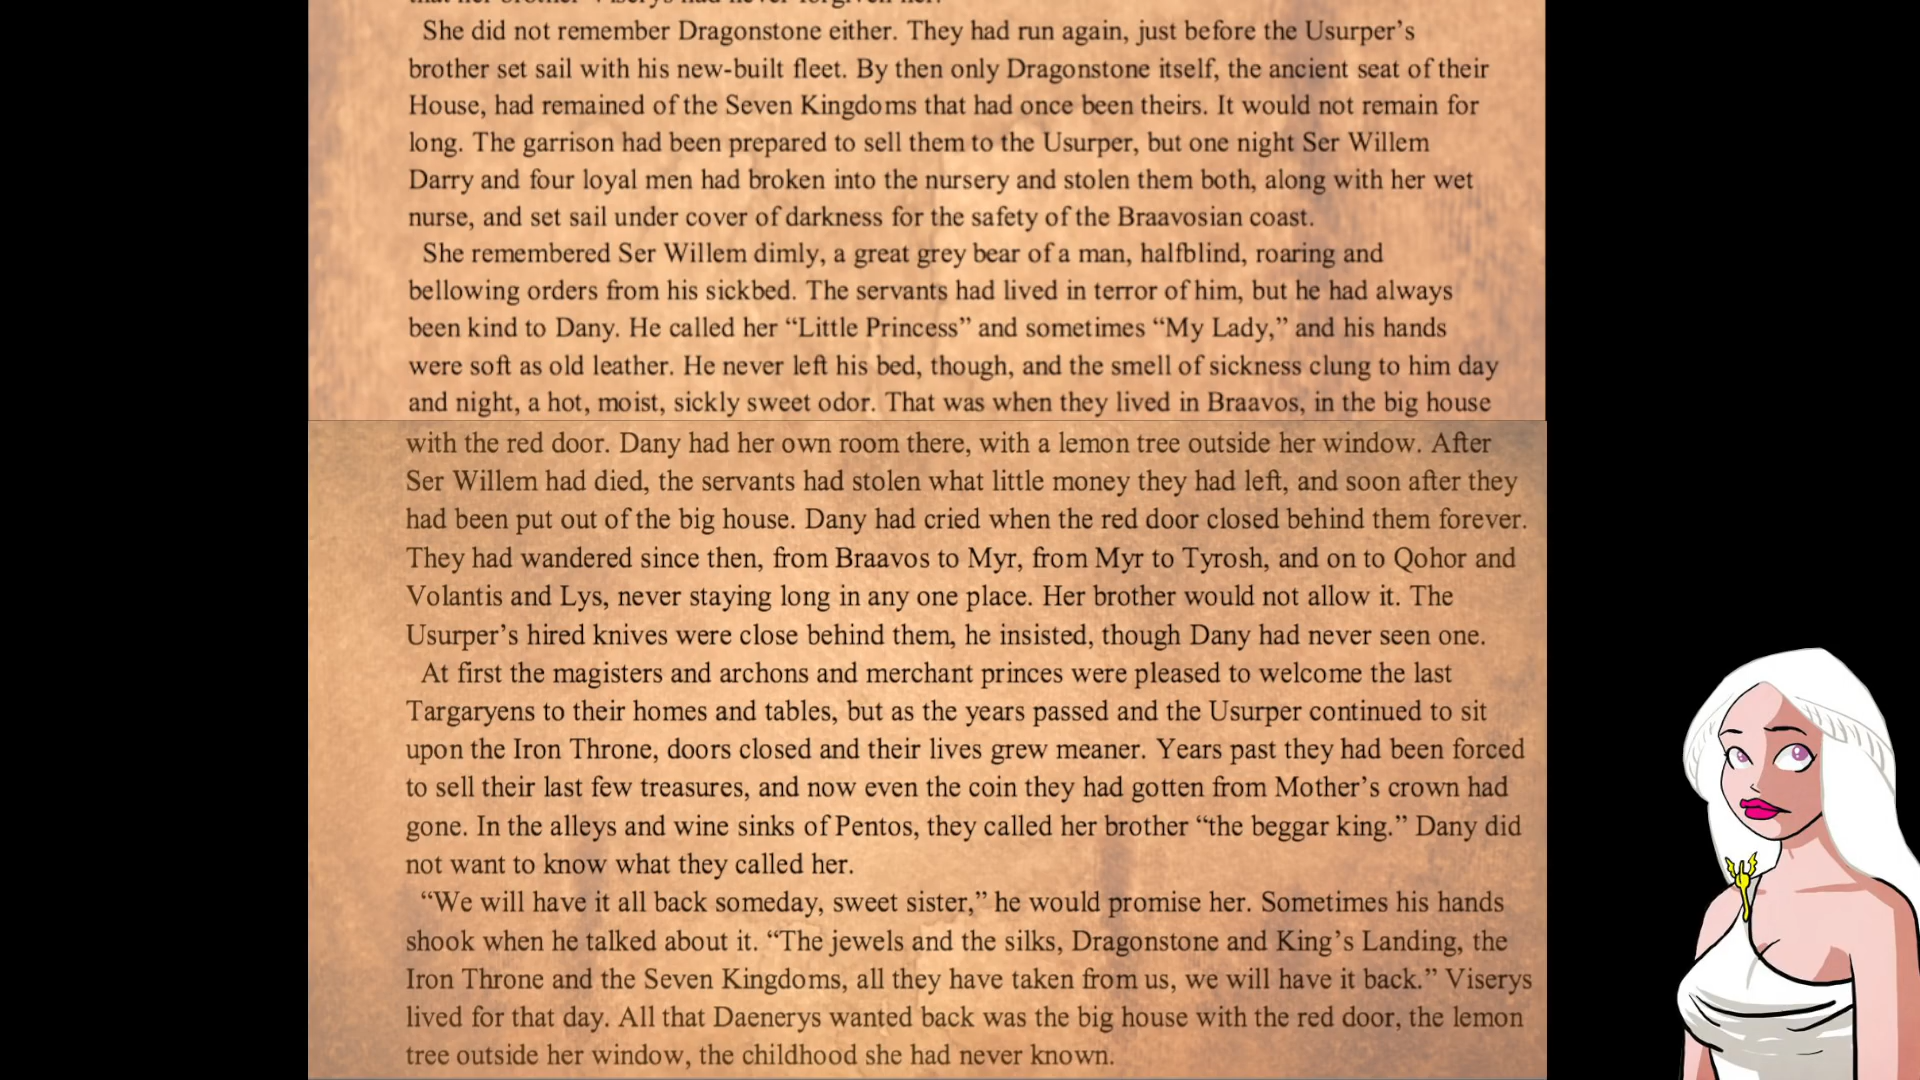 that her brother Viserys had never forgiven her.
She did not remember Dragonstone either. They had run again, just before the Usurper’s
brother set sail with his new-built fleet. By then only Dragonstone itself, the ancient seat of their
House, had remained of the Seven Kingdoms that had once been theirs. It would not remain for
long. The garrison had been prepared to sell them to the Usurper, but one night Ser Willem
Darry and four loyal men had broken into the nursery and stolen them both, along with her wet
nurse, and set sail under cover of darkness for the safety of the Braavosian coast.
She remembered Ser Willem dimly, a great grey bear of a man, halfblind, roaring and
bellowing orders from his sickbed. The servants had lived in terror of him, but he had always
been kind to Dany. He called her “Little Princess” and sometimes “My Lady,” and his hands
were soft as old leather. He never left his bed, though, and the smell of sickness clung to him day
and night, a hot, moist, sickly sweet odor. That was when they lived in Braavos, in the big house
with the red door. Dany had her own room there, with a lemon tree outside her window. After
Ser Willem had died, the servants had stolen what little money they had left, and soon after they
had been put out of the big house. Dany had cried when the red door closed behind them forever.
They had wandered since then, from Braavos to Myr, from Myr to Tyrosh, and on to Qohor and
Volantis and Lys, never staying long in any one place. Her brother would not allow it. The
Usurper’s hired knives were close behind them, he insisted, though Dany had never seen one.
At first the magisters and archons and merchant princes were pleased to welcome the last
Targaryens to their homes and tables, but as the years passed and the Usurper continued to sit
upon the Iron Throne, doors closed and their lives grew meaner. Years past they had been forced
to sell their last few treasures, and now even the coin they had gotten from Mother’s crown had
gone. In the alleys and wine sinks of Pentos, they called her brother “the beggar king.” Dany did
not want to know what they called her.
“We will have it all back someday, sweet sister,” he would promise her. Sometimes his hands
shook when he talked about it. “The jewels and the silks, Dragonstone and King’s Landing, the
Iron Throne and the Seven Kingdoms, all they have taken from us, we will have it back.” Viserys
lived for that day. All that Daenerys wanted back was the big house with the red door, the lemon
tree outside her window, the childhood she had never known.